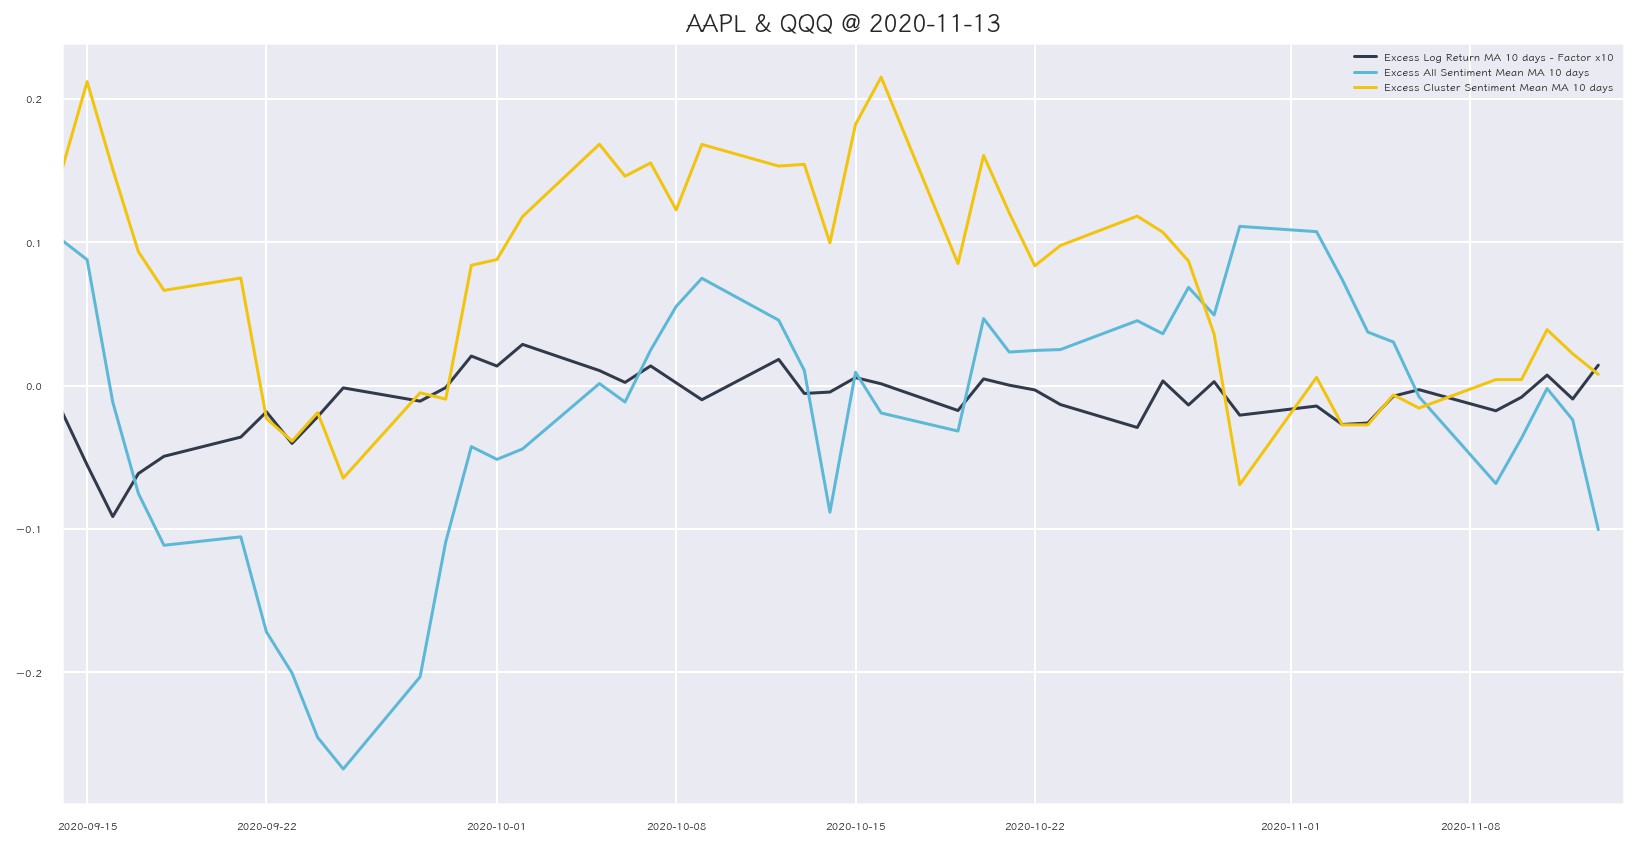 AAPL & QQQ @ 2020-11-13
Excess Log Return MA 10 days - Factor x10
Excess All Sentiment Mean MA 10 days
Excess Cluster Sentiment Mean MA 10 days
0.2
0.1
0.0
−0.1
−0.2
2020-09-15 2020-09-22 2020-10-01 2020-10-08 2020-10-15 2020-10-22 2020-11-01 2020-11-08